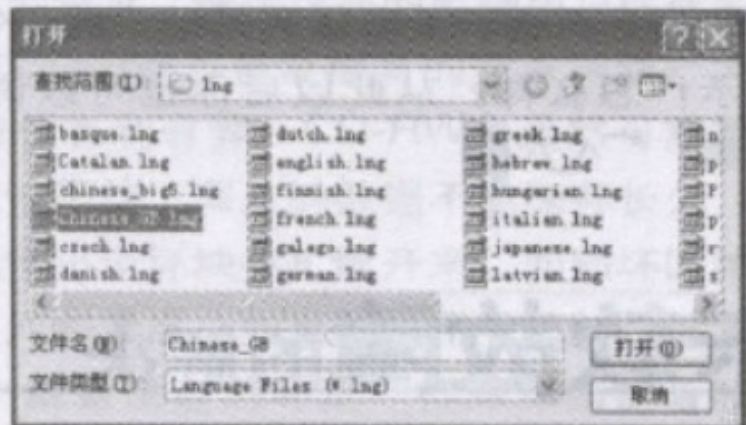 打开
查找范围(I): lng
basque.lng dutch.lng greek.lng n
Catalan.lng english.lng hebrew.lng p
chinese_big5.lng finnish.lng hungarian.lng P
Chinese_GB.lng french.lng italian.lng p
czech.lng galego.lng japanese.lng r
danish.lng german.lng latvian.lng s
文件名(N): Chinese_GB 打开(O)
文件类型(T): Language Files (*.lng) 取消